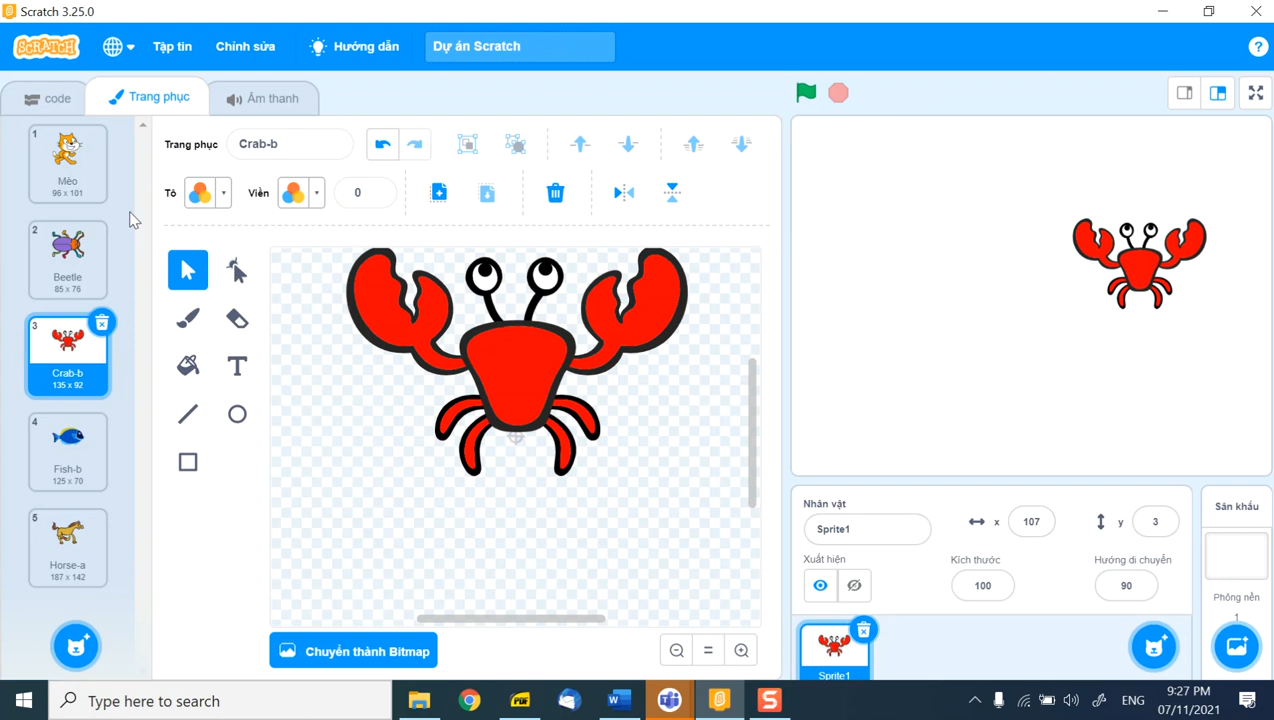 Scratch 3.25.0
SCRATCH
Tập tin
Chỉnh sửa
Hướng dẫn
Dự án Scratch
?
code
Trang phục
Âm thanh
1
Mèo
96 x 101
2
Beetle
85 x 76
3
Crab-b
135 x 92
4
Fish-b
125 x 70
5
Horse-a
187 x 142
Trang phục
Crab-b
Tô
Viền
0
T
Chuyển thành Bitmap
Nhân vật
Sprite1
x
107
y
3
Xuất hiện
Kích thước
100
Hướng di chuyển
90
Sprite1
Sân khấu
Phông nền
1
Type here to search
PDF
W
S
ENG
9:27 PM
07/11/2021